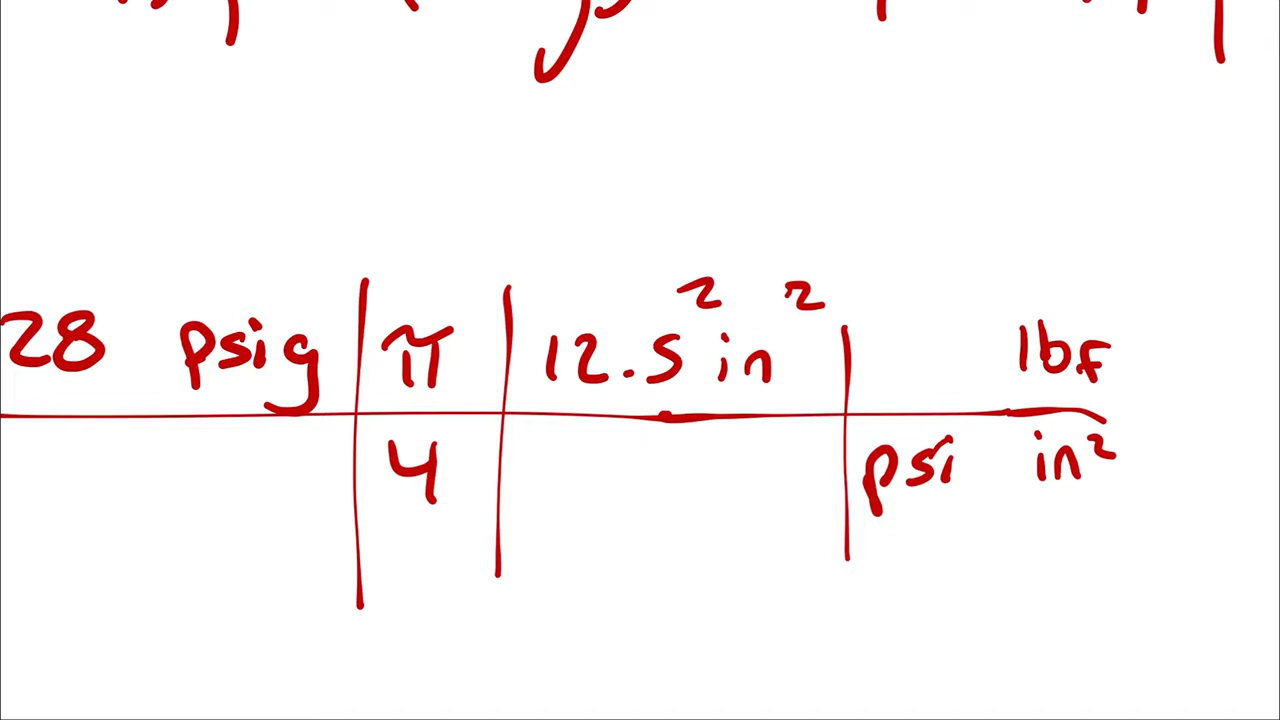 28 psig | π | 12.5² in² | lbf
4 | psi in²